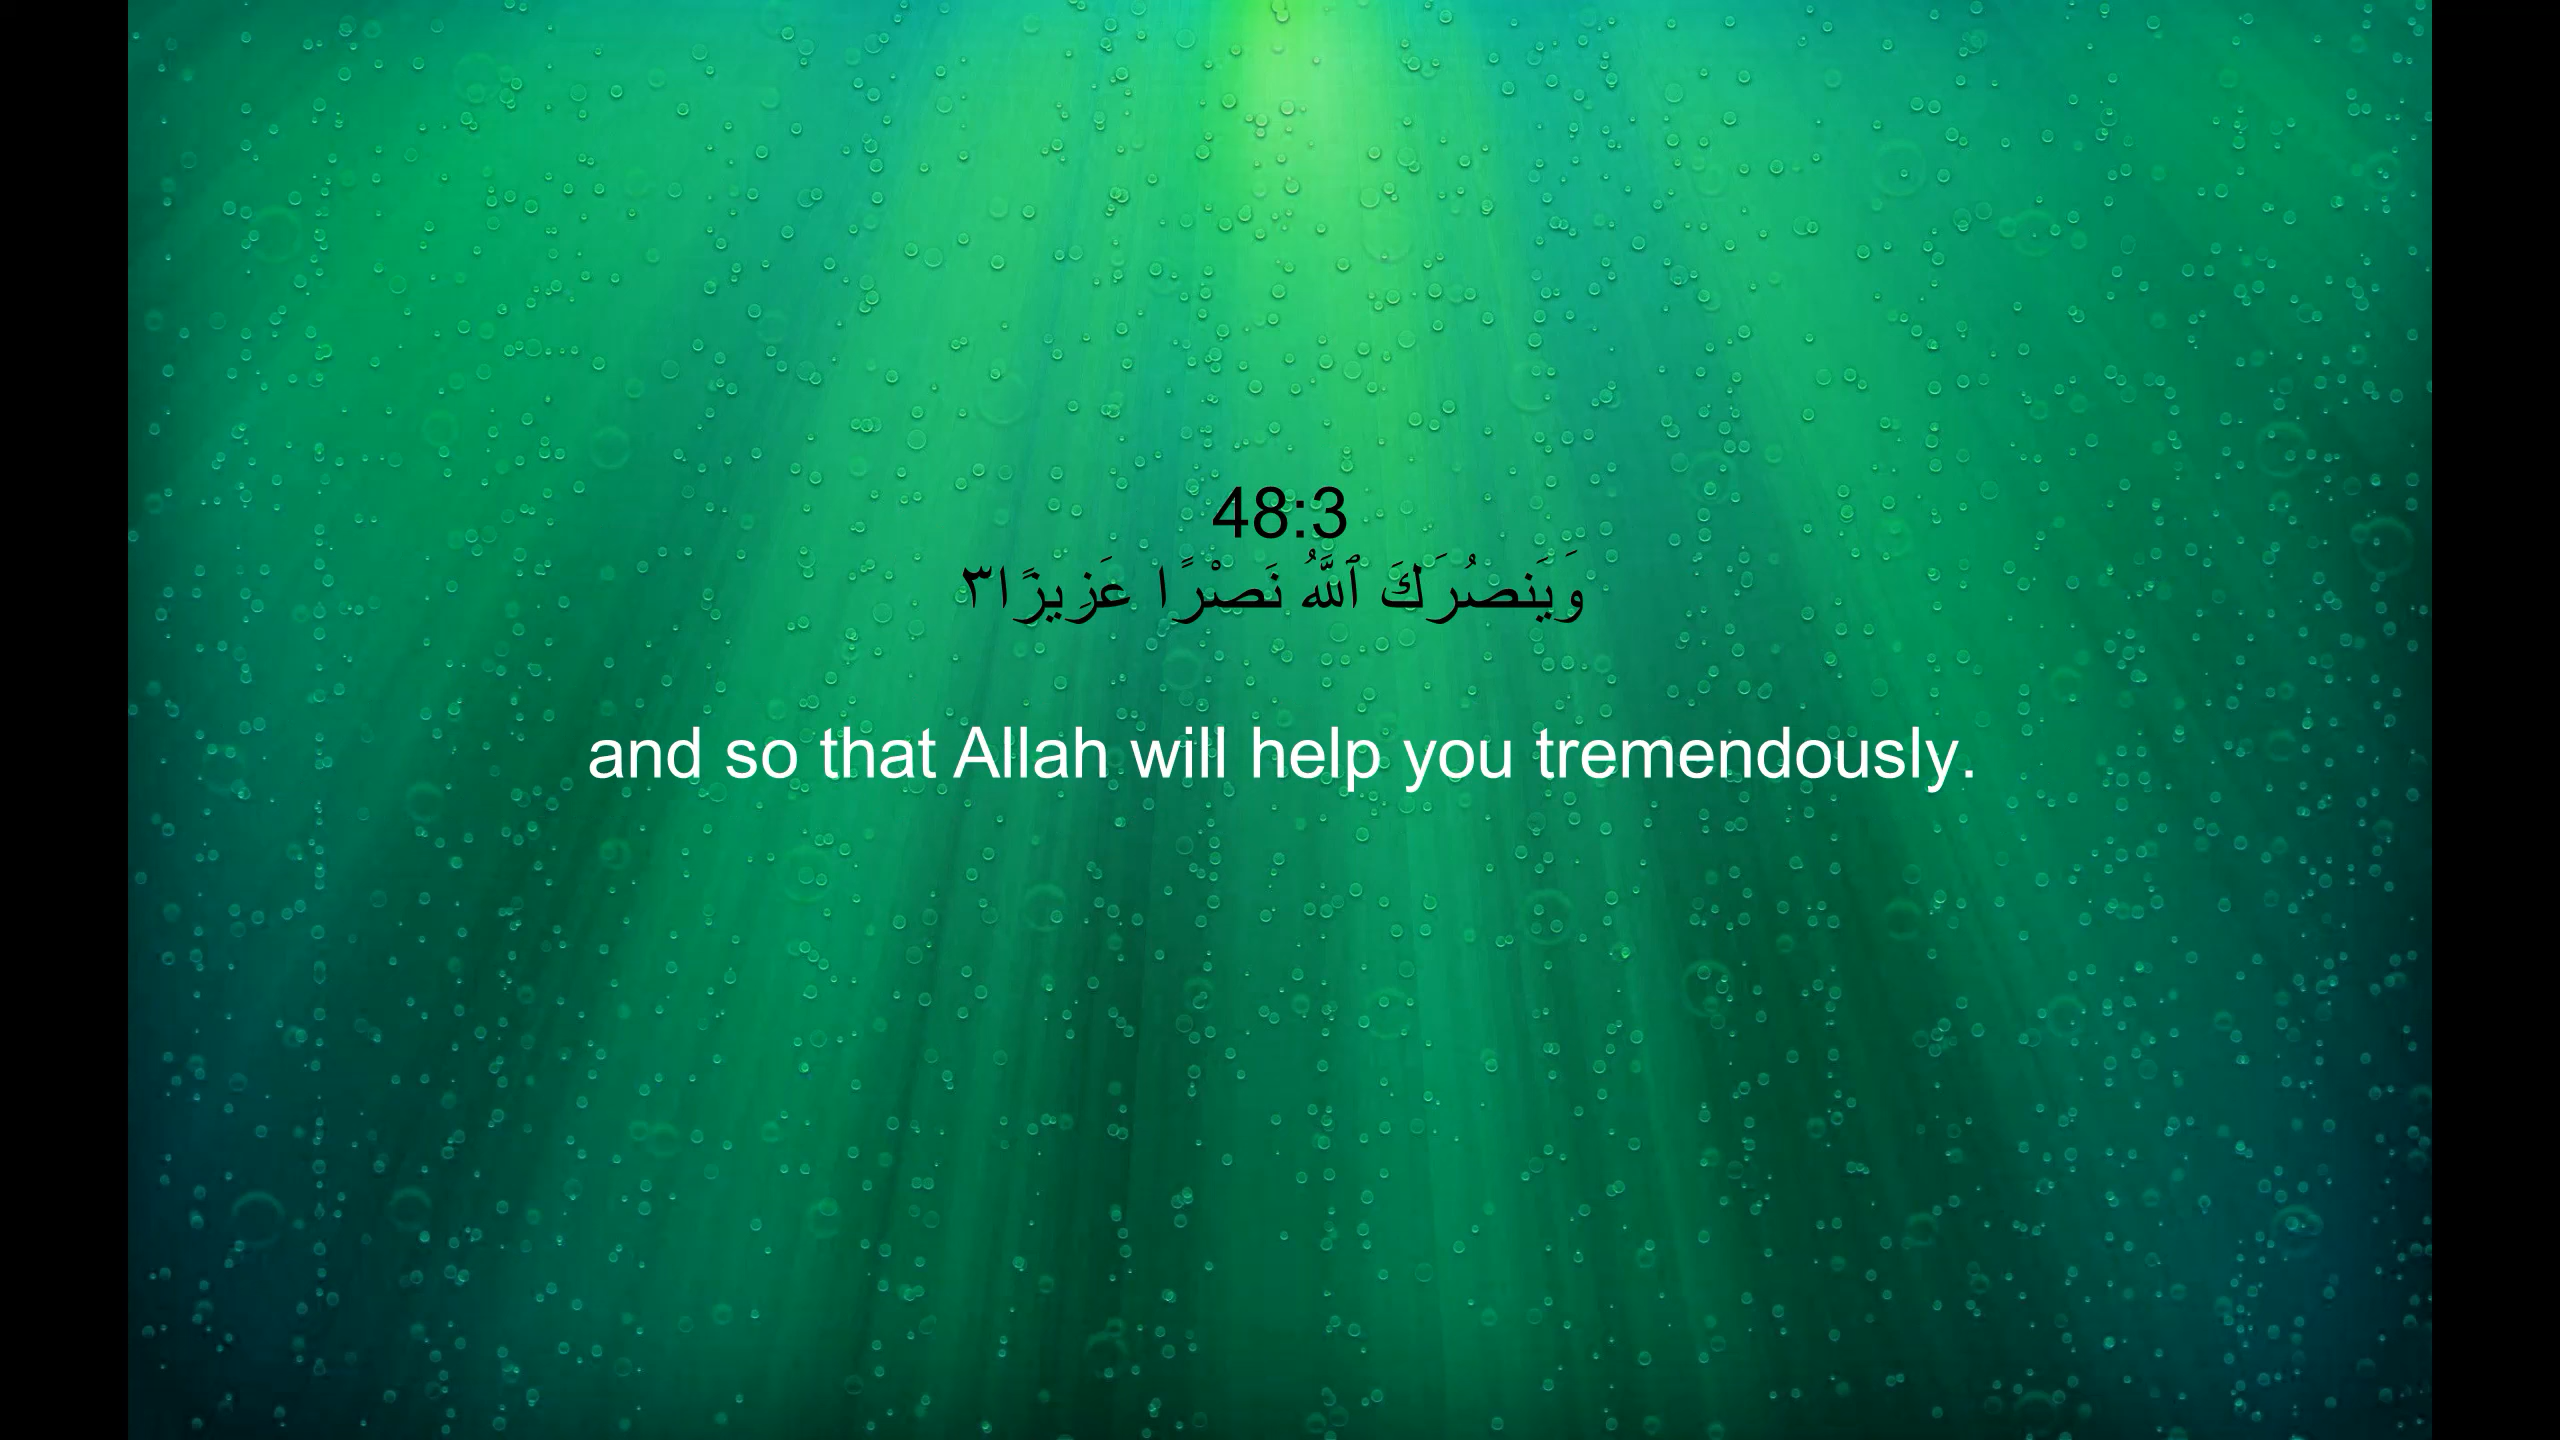 48:3
وَيَنصُرَكَ ٱللَّهُ نَصْرًا عَزِيزًا٣
and so that Allah will help you tremendously.